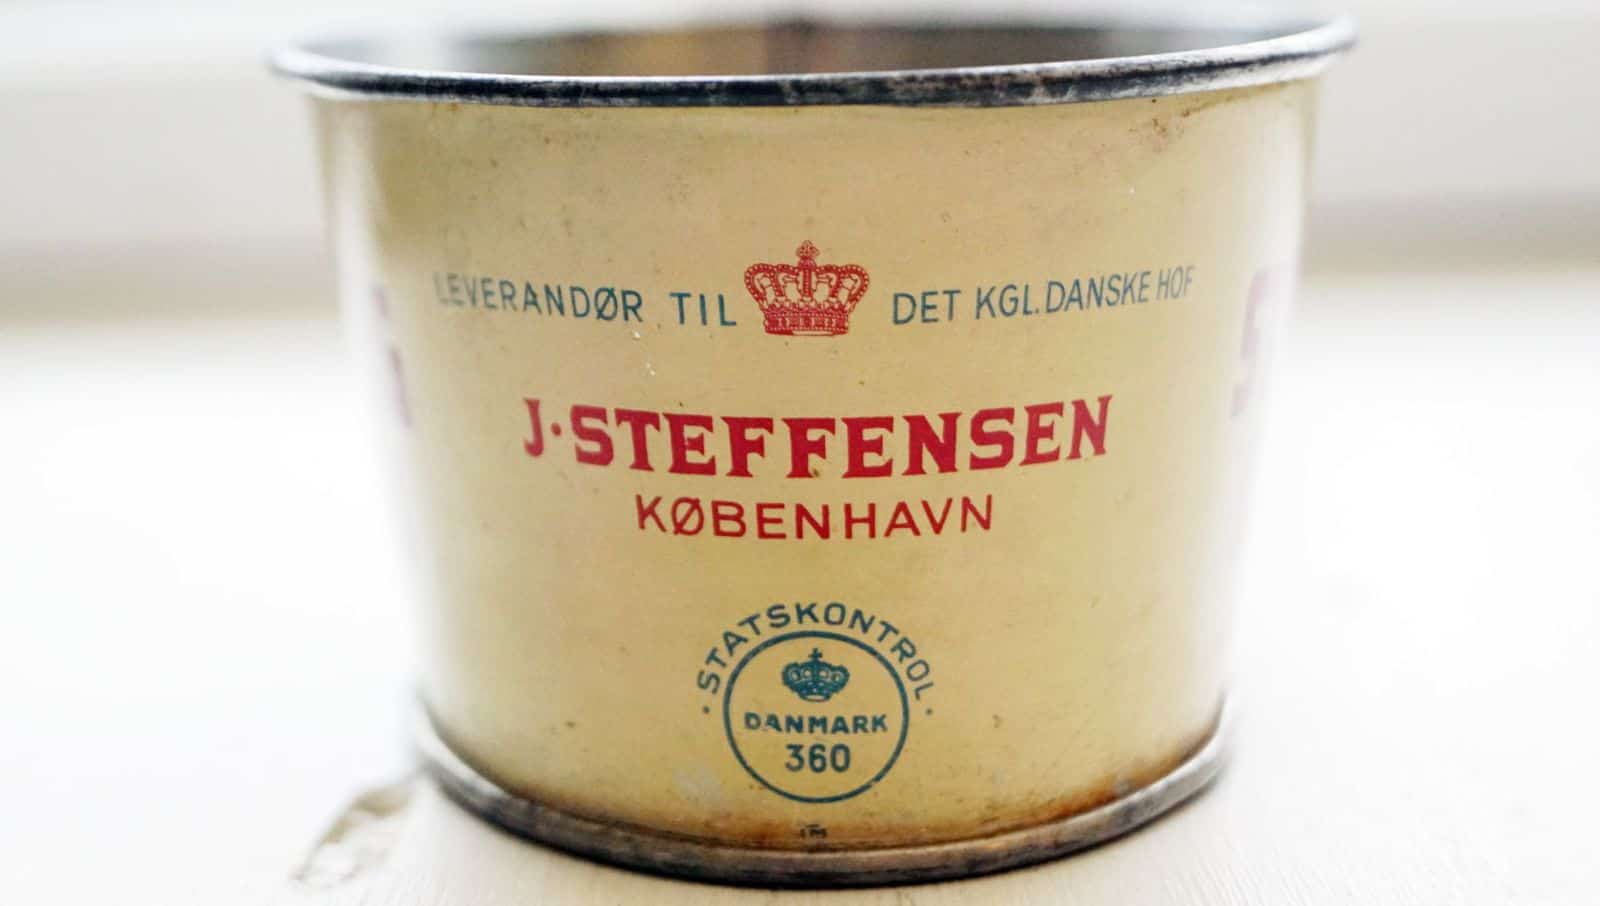 LEVERANDØR TIL DET KGL. DANSKE HOF
J·STEFFENSEN
KØBENHAVN
· STATSKONTROL ·
DANMARK
360